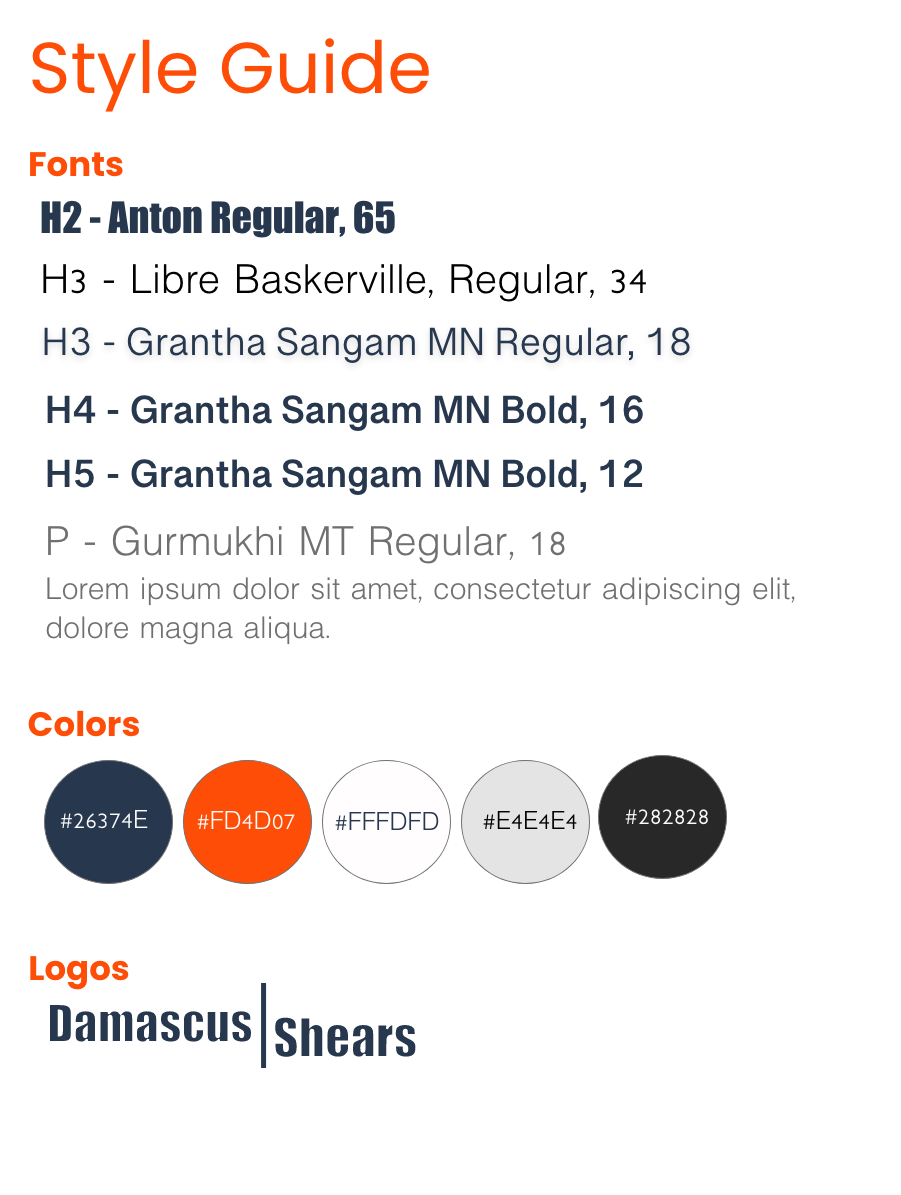 Style Guide
Fonts
H2 - Anton Regular, 65
H3 - Libre Baskerville, Regular, 34
H3 - Grantha Sangam MN Regular, 18
H4 - Grantha Sangam MN Bold, 16
H5 - Grantha Sangam MN Bold, 12
P - Gurmukhi MT Regular, 18
Lorem ipsum dolor sit amet, consectetur adipiscing elit,
dolore magna aliqua.
Colors
#26374E #FD4D07 #FFFDFD #E4E4E4 #282828
Logos
Damascus Shears